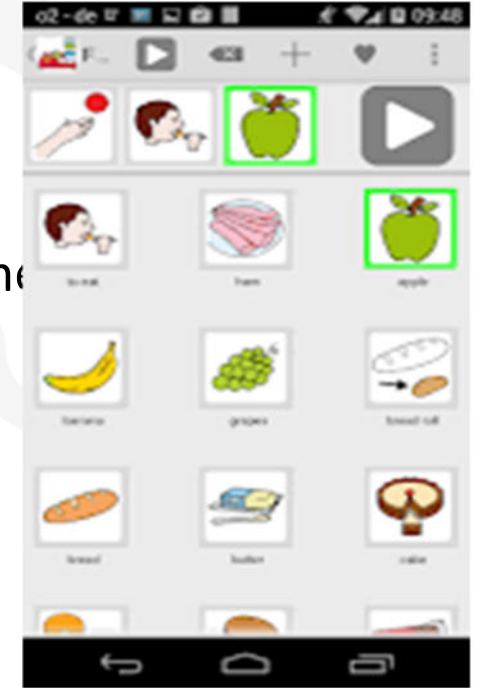 o2 - de 09:48
F...
to eat ham apple
banana grapes bread roll
bread butter cake